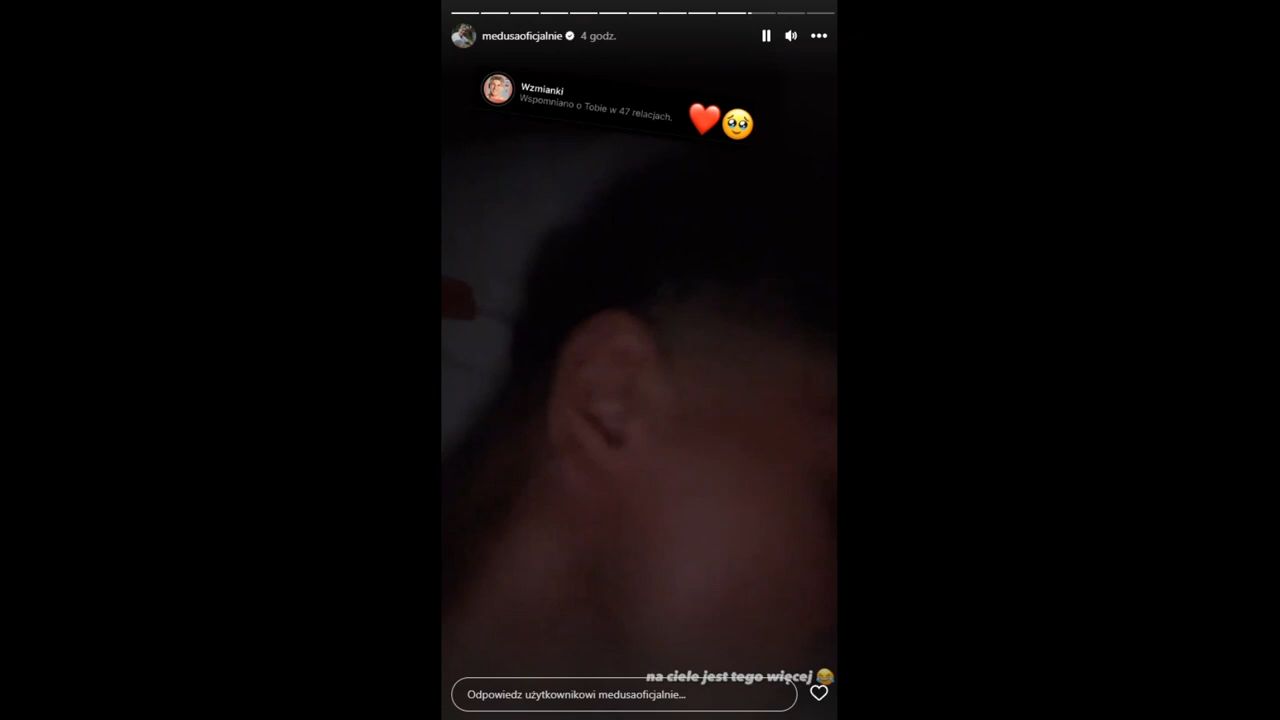 medusaoficjalnie 4 godz.
Wzmianki
Wspomniano o Tobie w 47 relacjach.
na ciele jest tego więcej
Odpowiedz użytkownikowi medusaoficjalnie...